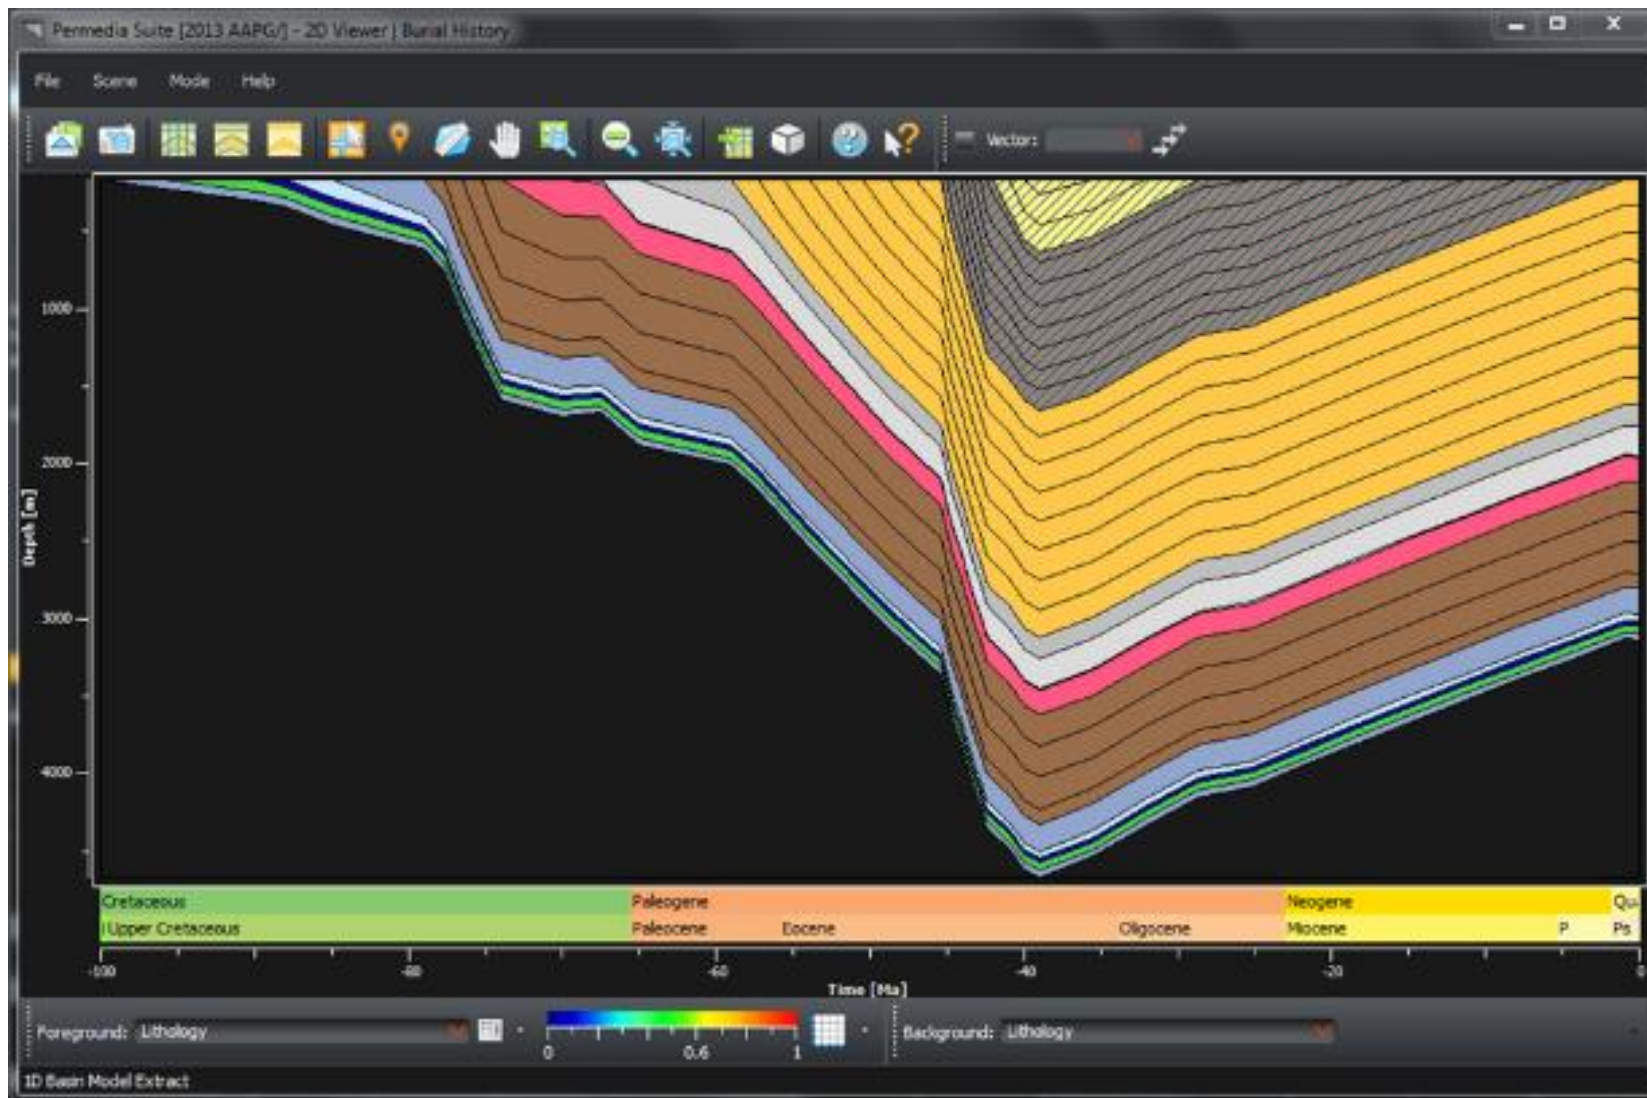 Permedia Suite [2013 AAPG/] - 2D Viewer | Burial History
File Scene Mode Help
Vector:
1000
2000
Depth [m]
3000
4000
Cretaceous Paleogene Neogene Qu
Upper Cretaceous Paleocene Eocene Oligocene Miocene P Ps
-100 -80 -60 -40 -20 0
Time [Ma]
Foreground: Lithology 0 0.6 1 Background: Lithology
1D Basin Model Extract